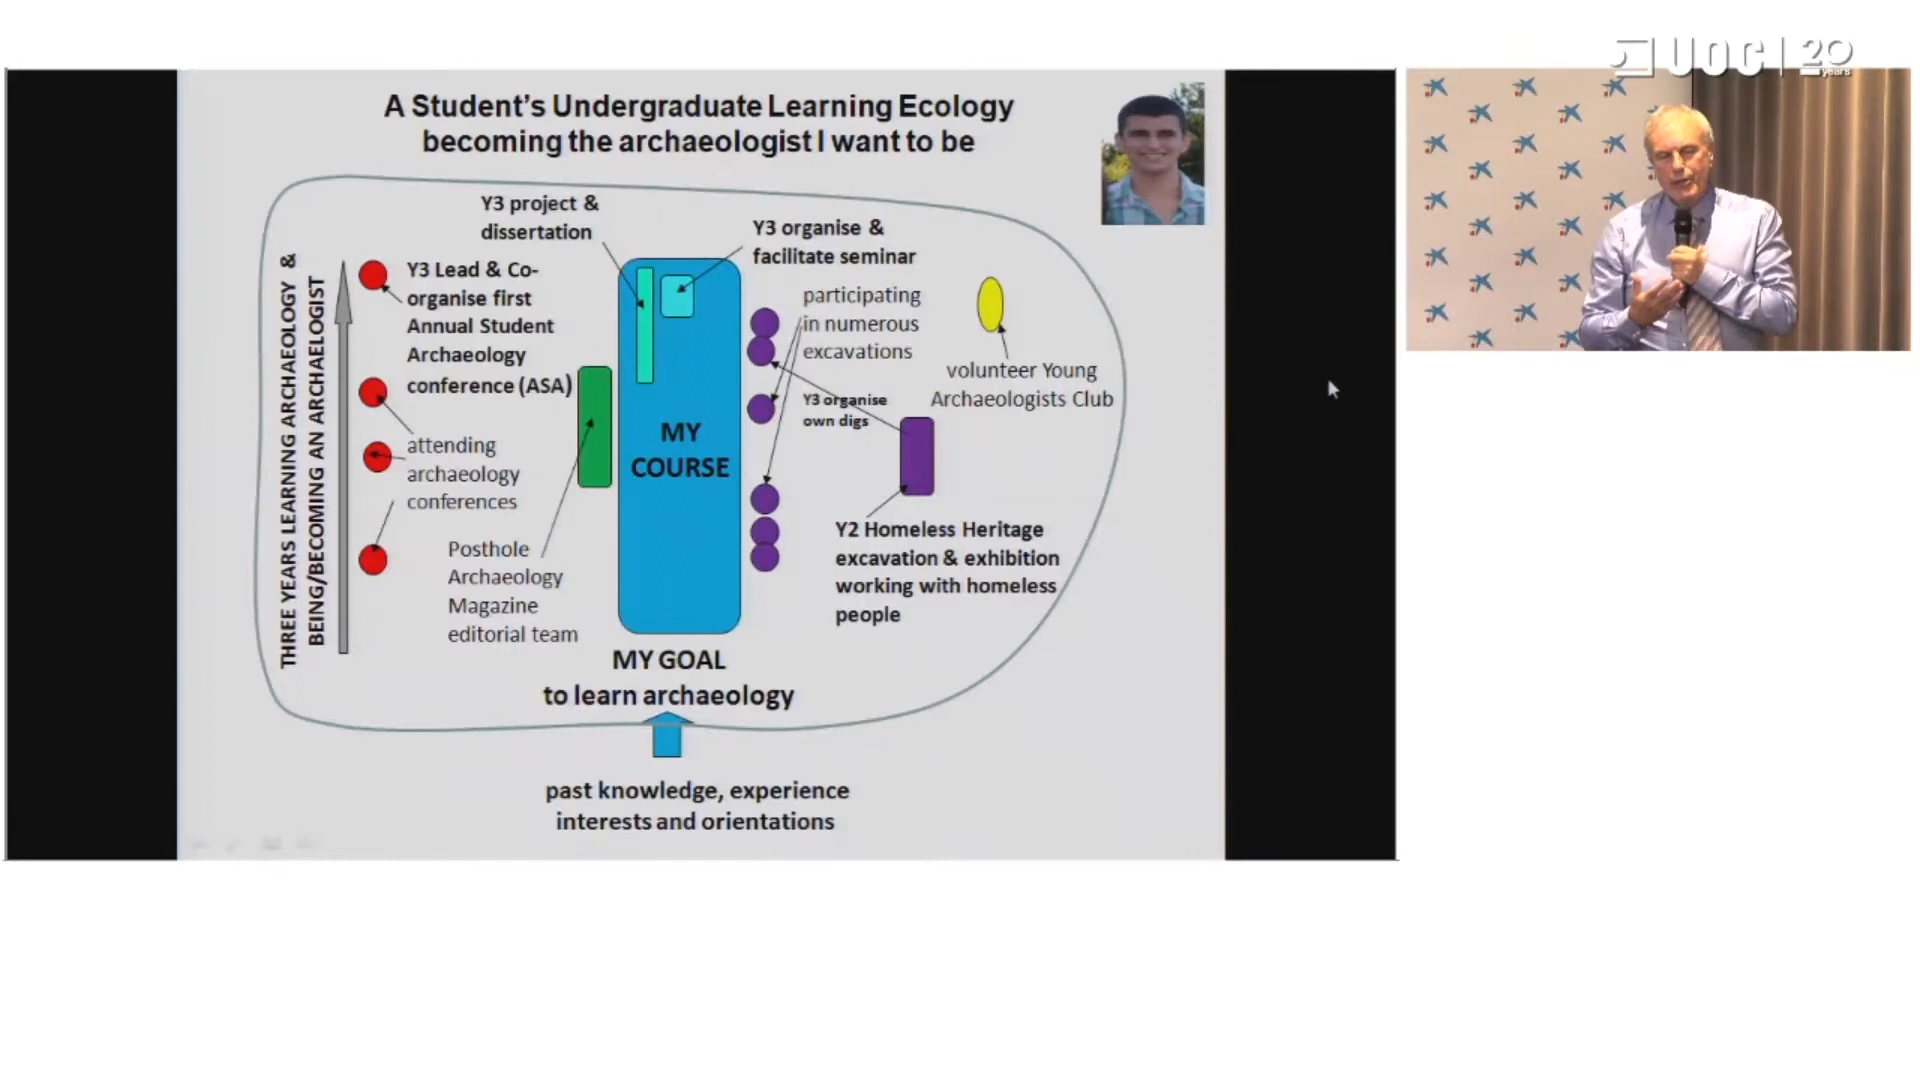 UOC | 20
years
A Student's Undergraduate Learning Ecology
becoming the archaeologist I want to be
THREE YEARS LEARNING ARCHAEOLOGY &
BEING/BECOMING AN ARCHAELOGIST
Y3 project &
dissertation
Y3 organise &
facilitate seminar
Y3 Lead & Co-
organise first
Annual Student
Archaeology
conference (ASA)
participating
in numerous
excavations
volunteer Young
Archaeologists Club
Y3 organise
own digs
MY
COURSE
attending
archaeology
conferences
Y2 Homeless Heritage
excavation & exhibition
working with homeless
people
Posthole
Archaeology
Magazine
editorial team
MY GOAL
to learn archaeology
past knowledge, experience
interests and orientations